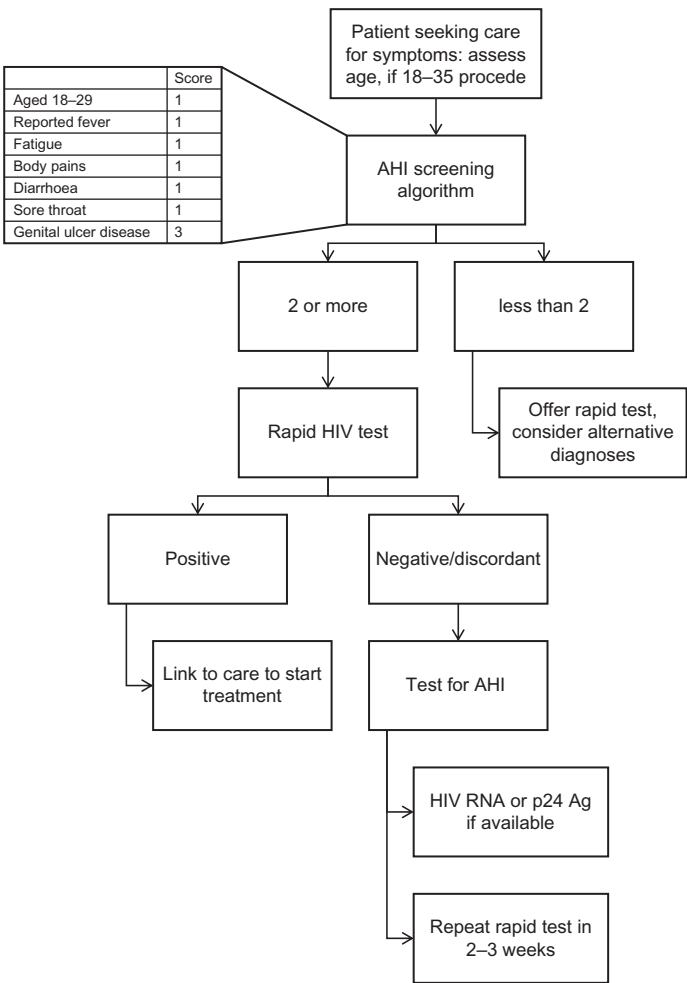 Patient seeking care
for symptoms: assess
age, if 18–35 procede
Score
Aged 18–29 1
Reported fever 1
Fatigue 1
Body pains 1
Diarrhoea 1
Sore throat 1
Genital ulcer disease 3
AHI screening
algorithm
2 or more
less than 2
Rapid HIV test
Offer rapid test,
consider alternative
diagnoses
Positive
Negative/discordant
Link to care to start
treatment
Test for AHI
HIV RNA or p24 Ag
if available
Repeat rapid test in
2–3 weeks